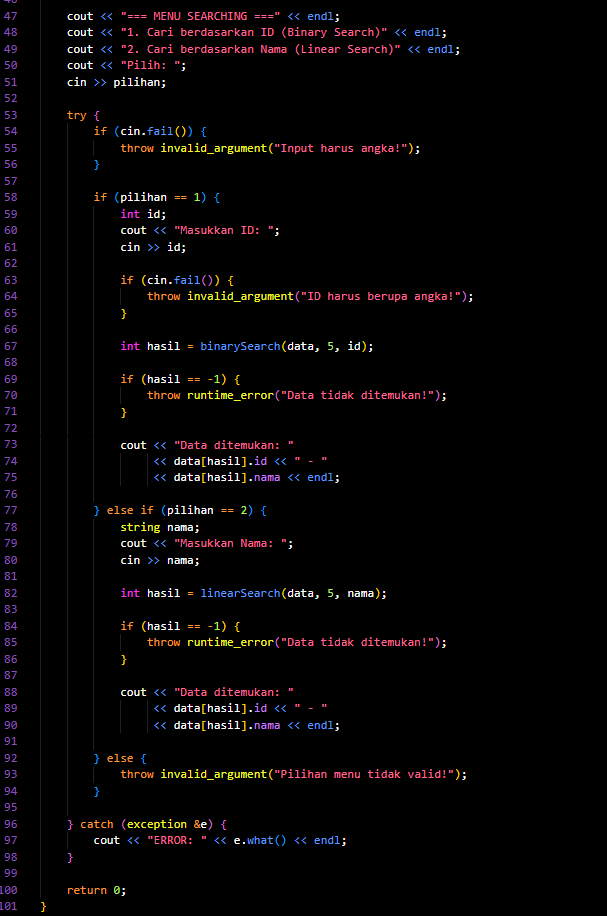 47 cout << "=== MENU SEARCHING ===" << endl;
48 cout << "1. Cari berdasarkan ID (Binary Search)" << endl;
49 cout << "2. Cari berdasarkan Nama (Linear Search)" << endl;
50 cout << "Pilih: ";
51 cin >> pilihan;
52
53 try {
54 if (cin.fail()) {
55 throw invalid_argument("Input harus angka!");
56 }
57
58 if (pilihan == 1) {
59 int id;
60 cout << "Masukkan ID: ";
61 cin >> id;
62
63 if (cin.fail()) {
64 throw invalid_argument("ID harus berupa angka!");
65 }
66
67 int hasil = binarySearch(data, 5, id);
68
69 if (hasil == -1) {
70 throw runtime_error("Data tidak ditemukan!");
71 }
72
73 cout << "Data ditemukan: "
74 << data[hasil].id << " - "
75 << data[hasil].nama << endl;
76
77 } else if (pilihan == 2) {
78 string nama;
79 cout << "Masukkan Nama: ";
80 cin >> nama;
81
82 int hasil = linearSearch(data, 5, nama);
83
84 if (hasil == -1) {
85 throw runtime_error("Data tidak ditemukan!");
86 }
87
88 cout << "Data ditemukan: "
89 << data[hasil].id << " - "
90 << data[hasil].nama << endl;
91
92 } else {
93 throw invalid_argument("Pilihan menu tidak valid!");
94 }
95
96 } catch (exception &e) {
97 cout << "ERROR: " << e.what() << endl;
98 }
99
100 return 0;
101 }